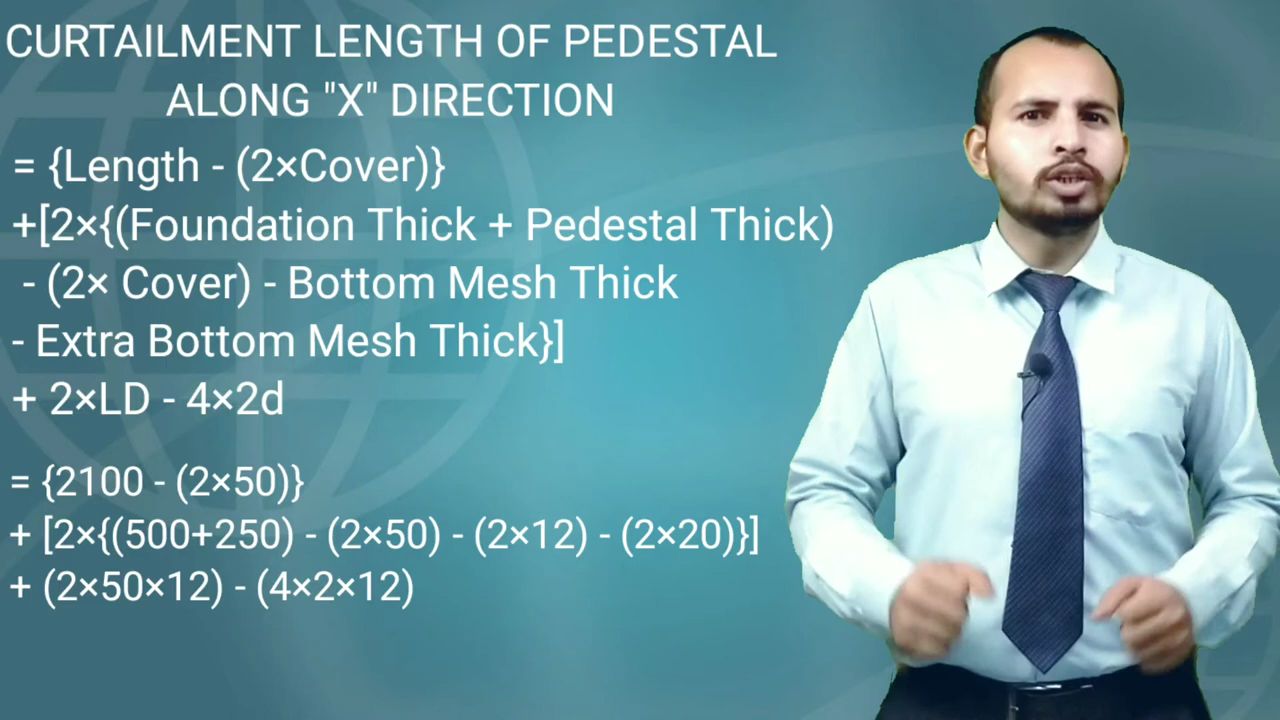 CURTAILMENT LENGTH OF PEDESTAL
ALONG "X" DIRECTION
= {Length - (2×Cover)}
+[2×{(Foundation Thick + Pedestal Thick)
- (2× Cover) - Bottom Mesh Thick
- Extra Bottom Mesh Thick}]
+ 2×LD - 4×2d
= {2100 - (2×50)}
+ [2×{(500+250) - (2×50) - (2×12) - (2×20)}]
+ (2×50×12) - (4×2×12)